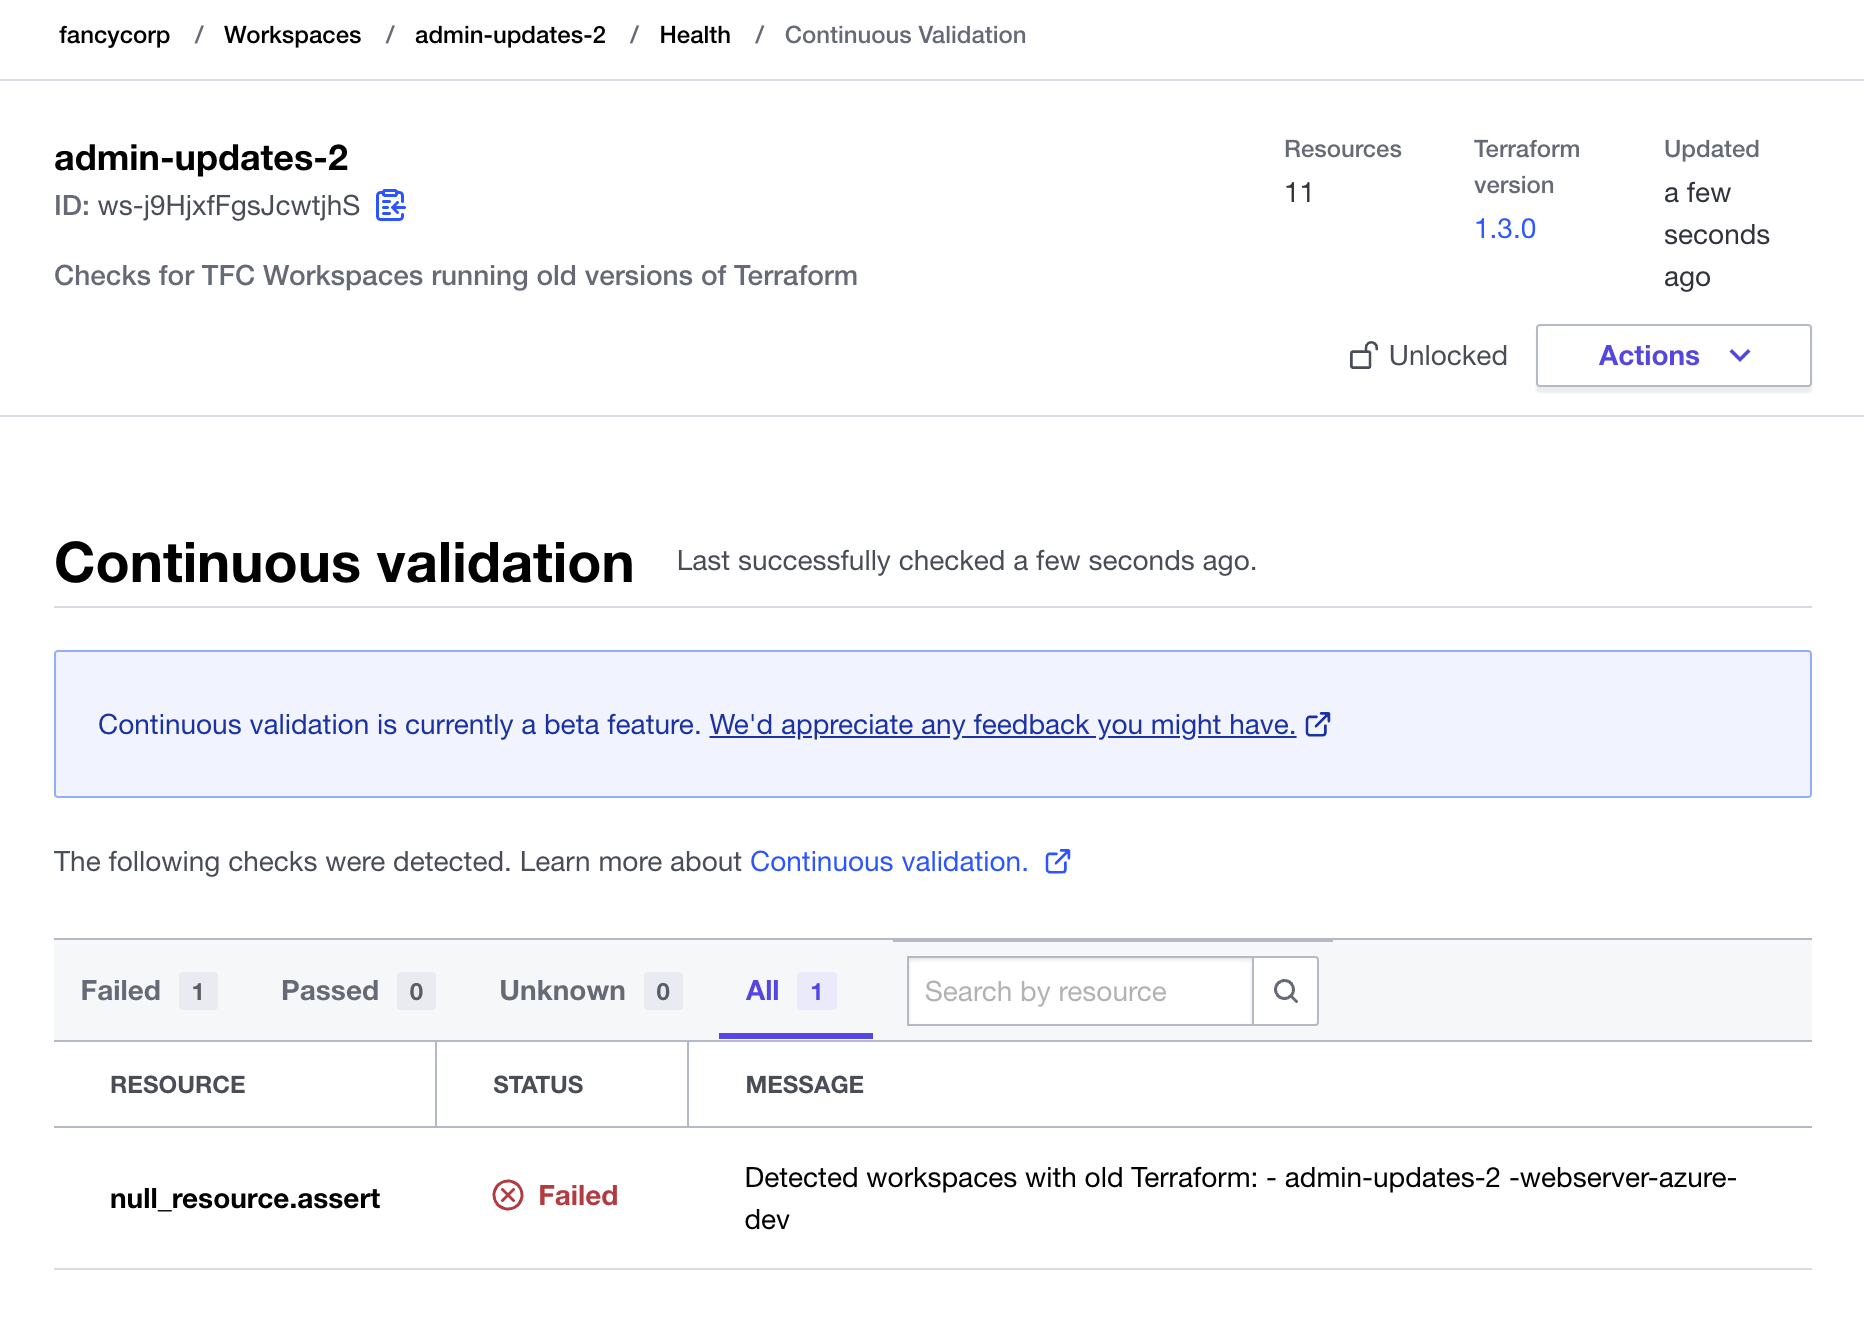 fancycorp / Workspaces / admin-updates-2 / Health / Continuous Validation
admin-updates-2
ID: ws-j9HjxfFgsJcwtjhS
Checks for TFC Workspaces running old versions of Terraform
Resources
11
Terraform
version
1.3.0
Updated
a few
seconds
ago
Unlocked
Actions
Continuous validation
Last successfully checked a few seconds ago.
Continuous validation is currently a beta feature. We'd appreciate any feedback you might have.
The following checks were detected. Learn more about Continuous validation.
Failed 1 Passed 0 Unknown 0 All 1 Search by resource
RESOURCE STATUS MESSAGE
null_resource.assert
Failed
Detected workspaces with old Terraform: - admin-updates-2 -webserver-azure-
dev